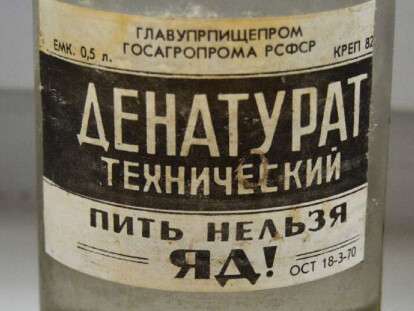 ГЛАВУПРПИЩЕПРОМ
ЕМК. 0,5 л. ГОСАГРОПРОМА РСФСР КРЕП 82
ДЕНАТУРАТ
ТЕХНИЧЕСКИЙ
ПИТЬ НЕЛЬЗЯ
ЯД! ОСТ 18-3-70